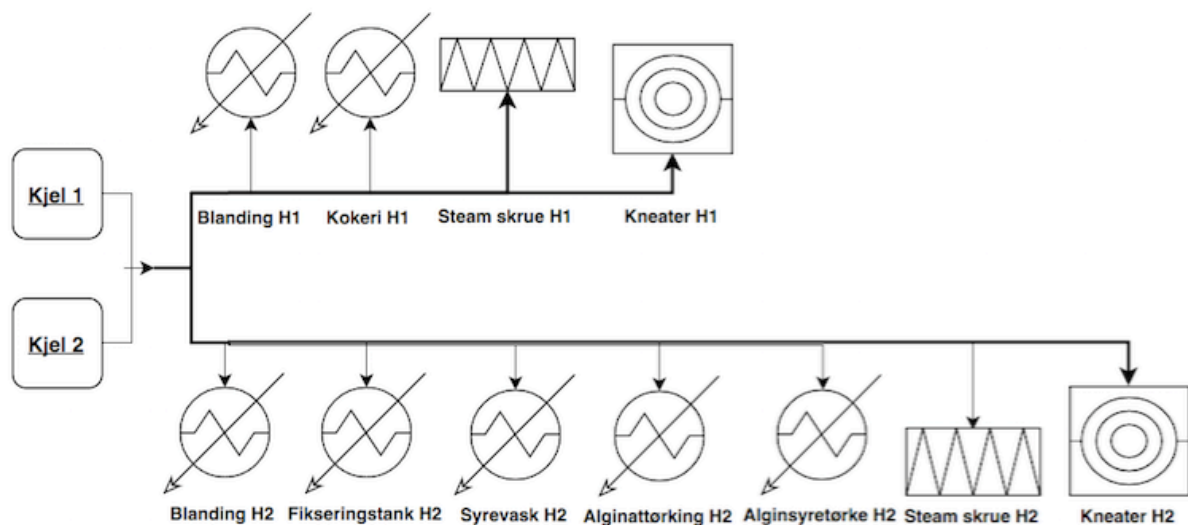 Kjel 1
Blanding H1
Kokeri H1
Steam skrue H1
Kneater H1
Kjel 2
Blanding H2
Fikseringstank H2
Syrevask H2
Alginattørking H2
Alginsyretørke H2
Steam skrue H2
Kneater H2